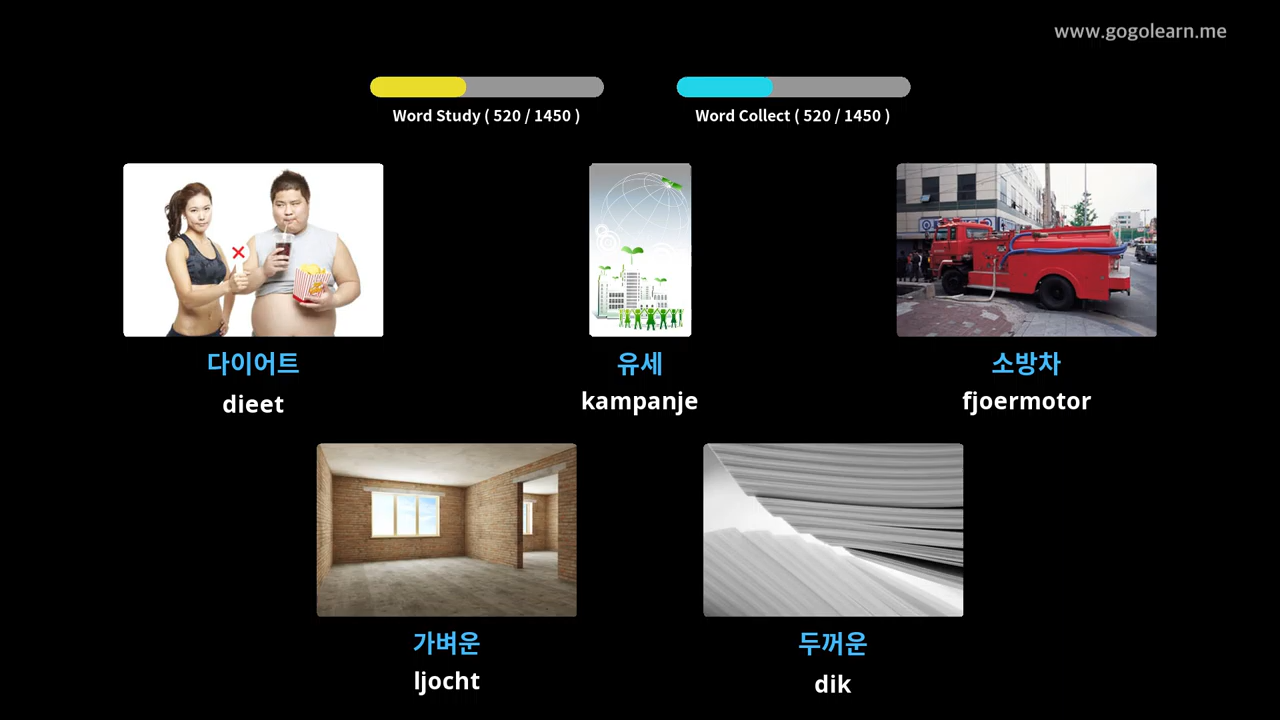 www.gogolearn.me
Word Study ( 520 / 1450 )
Word Collect ( 520 / 1450 )
다이어트
dieet
유세
kampanje
소방차
fjoermotor
가벼운
ljocht
두꺼운
dik